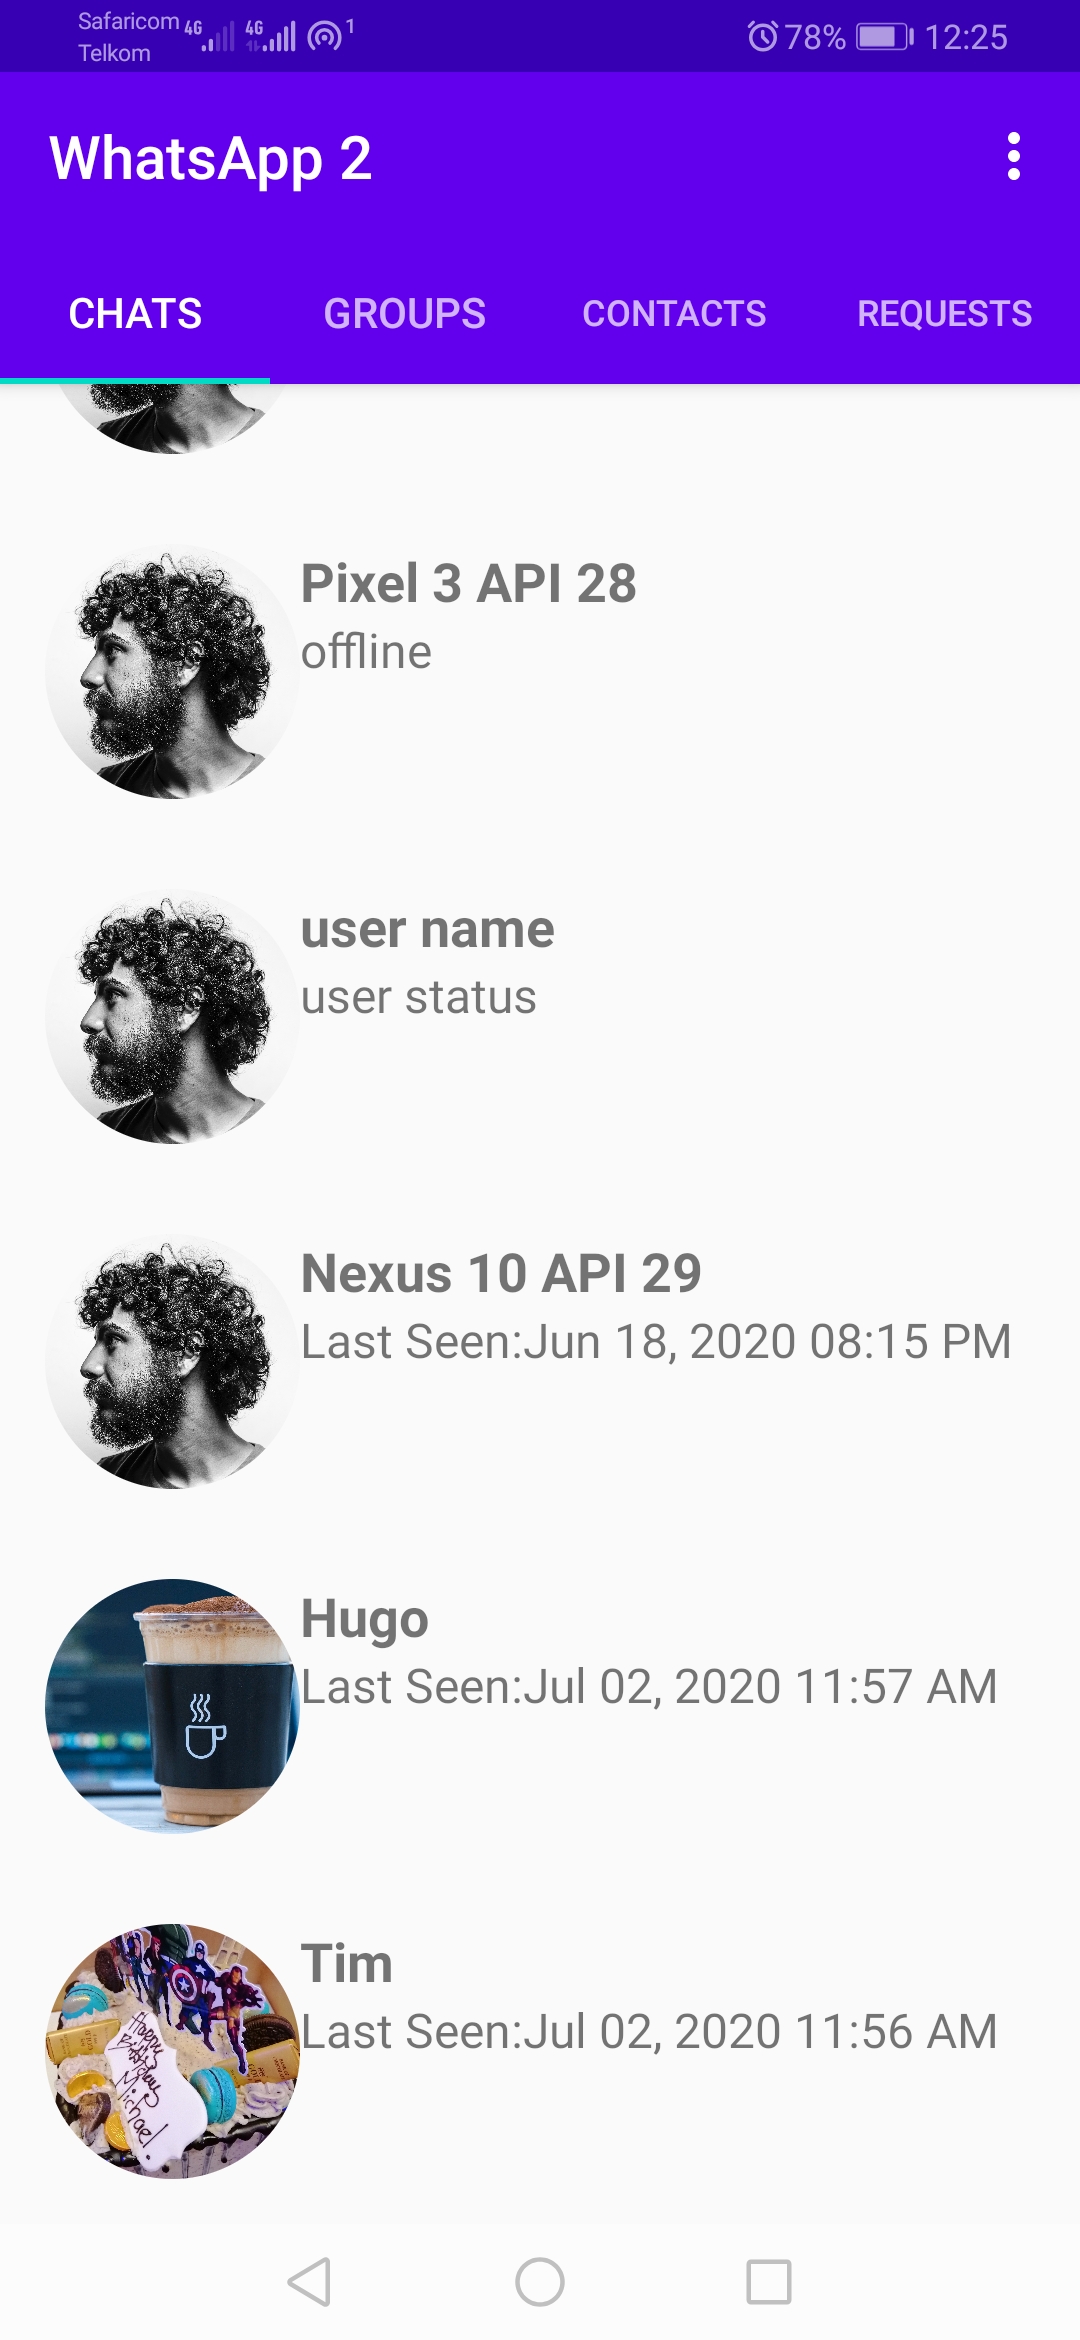 Safaricom 4G 4G 1 78% 12:25
Telkom
WhatsApp 2
CHATS GROUPS CONTACTS REQUESTS
Pixel 3 API 28
offline
user name
user status
Nexus 10 API 29
Last Seen:Jun 18, 2020 08:15 PM
Hugo
Last Seen:Jul 02, 2020 11:57 AM
Tim
Last Seen:Jul 02, 2020 11:56 AM
Happy
Birthday
Michael.